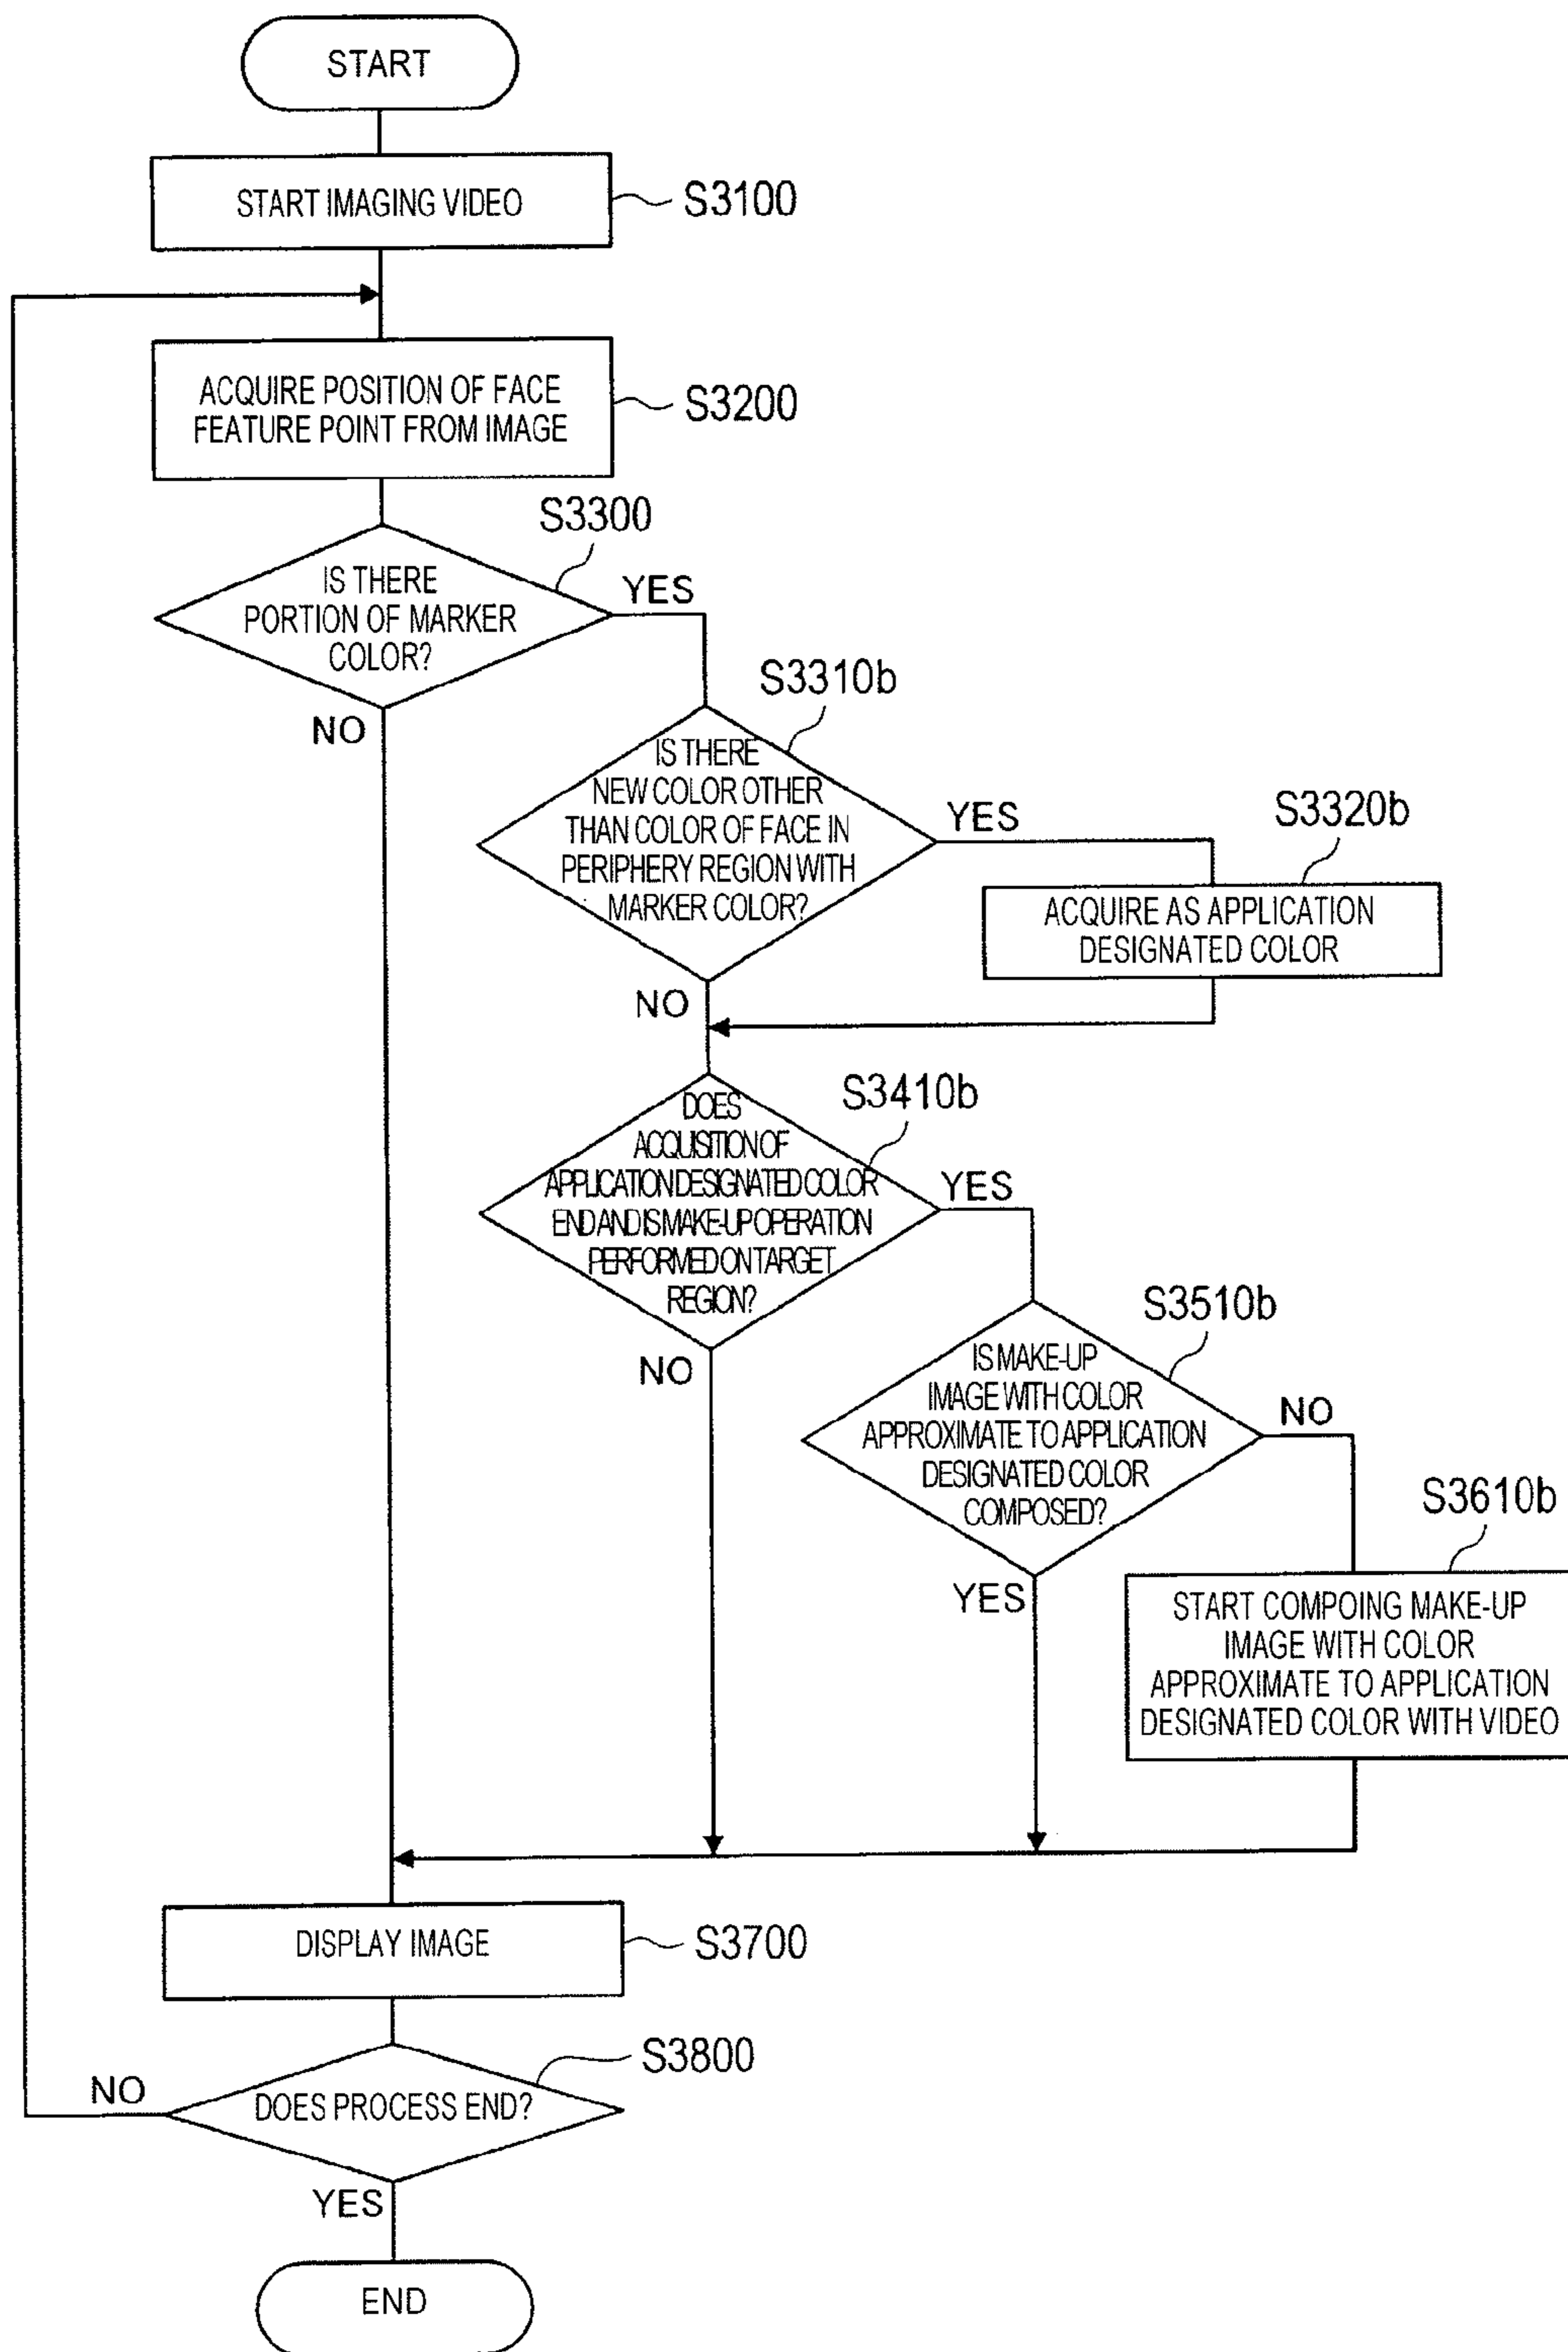 START
START IMAGING VIDEO
S3100
ACQUIRE POSITION OF FACE
FEATURE POINT FROM IMAGE
S3200
S3300
IS THERE
PORTION OF MARKER
COLOR?
YES
NO
S3310b
IS THERE
NEW COLOR OTHER
THAN COLOR OF FACE IN
PERIPHERY REGION WITH
MARKER COLOR?
YES
NO
S3320b
ACQUIRE AS APPLICATION
DESIGNATED COLOR
S3410b
DOES
ACQUISITION OF
APPLICATION DESIGNATED COLOR
END AND IS MAKE-UP OPERATION
PERFORMED ON TARGET
REGION?
YES
NO
S3510b
IS MAKE-UP
IMAGE WITH COLOR
APPROXIMATE TO APPLICATION
DESIGNATED COLOR
COMPOSED?
NO
YES
S3610b
START COMPOING MAKE-UP
IMAGE WITH COLOR
APPROXIMATE TO APPLICATION
DESIGNATED COLOR WITH VIDEO
DISPLAY IMAGE
S3700
S3800
DOES PROCESS END?
NO
YES
END